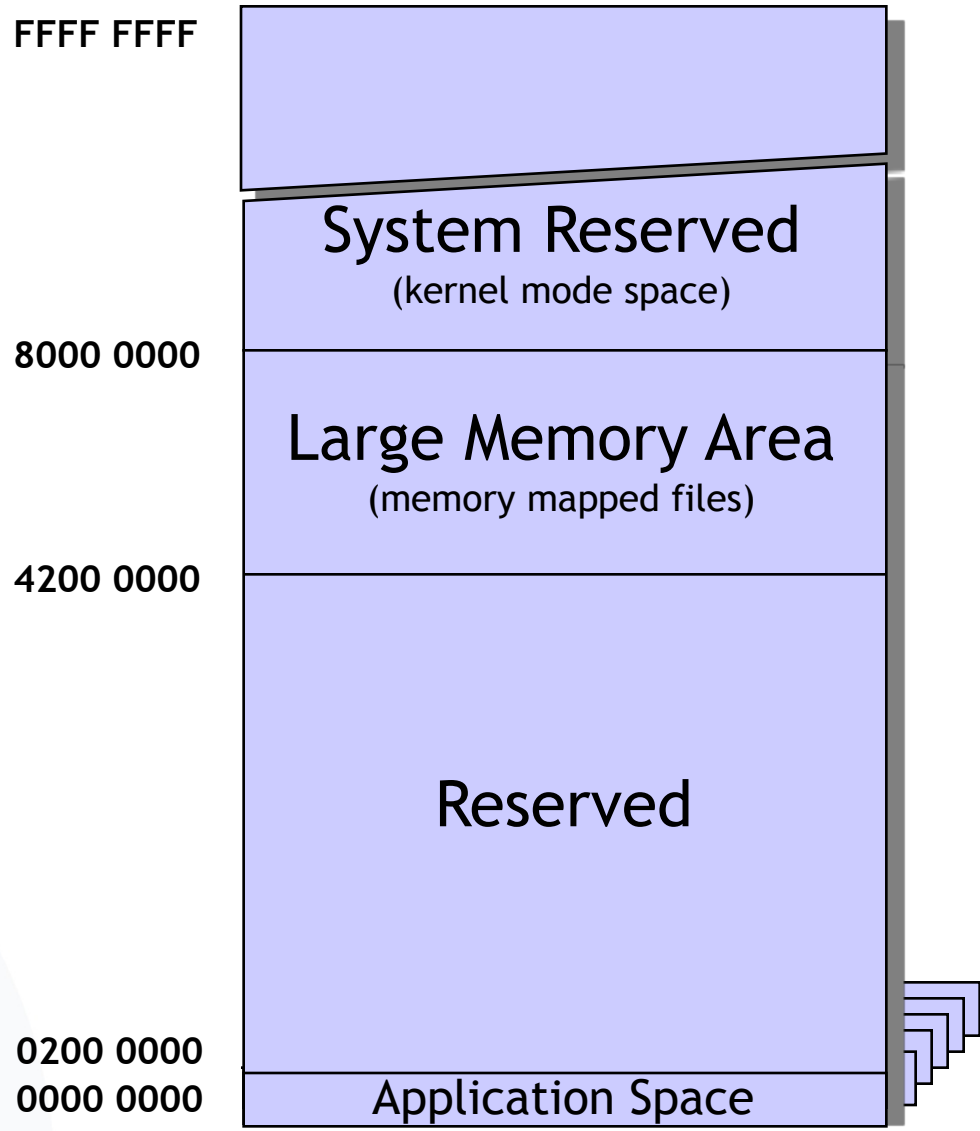 FFFF FFFF
System Reserved
(kernel mode space)
8000 0000
Large Memory Area
(memory mapped files)
4200 0000
Reserved
0200 0000
0000 0000
Application Space